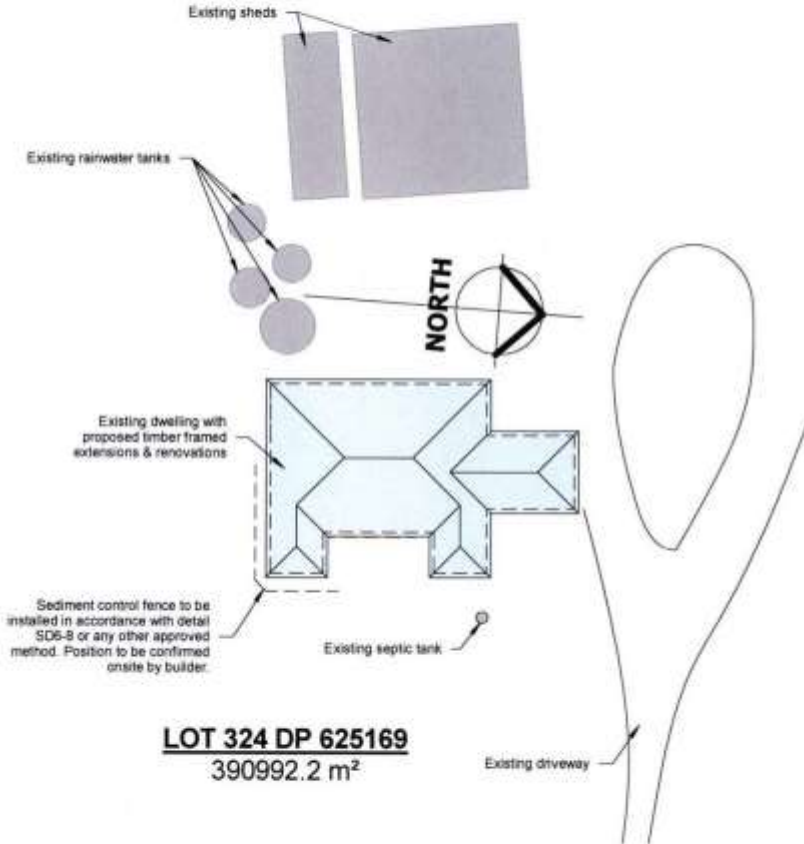 Existing sheds
Existing rainwater tanks
NORTH
Existing dwelling with
proposed timber framed
extensions & renovations
Sediment control fence to be
installed in accordance with detail
SD6-8 or any other approved
method. Position to be confirmed
onsite by builder.
Existing septic tank
LOT 324 DP 625169
390992.2 m²
Existing driveway